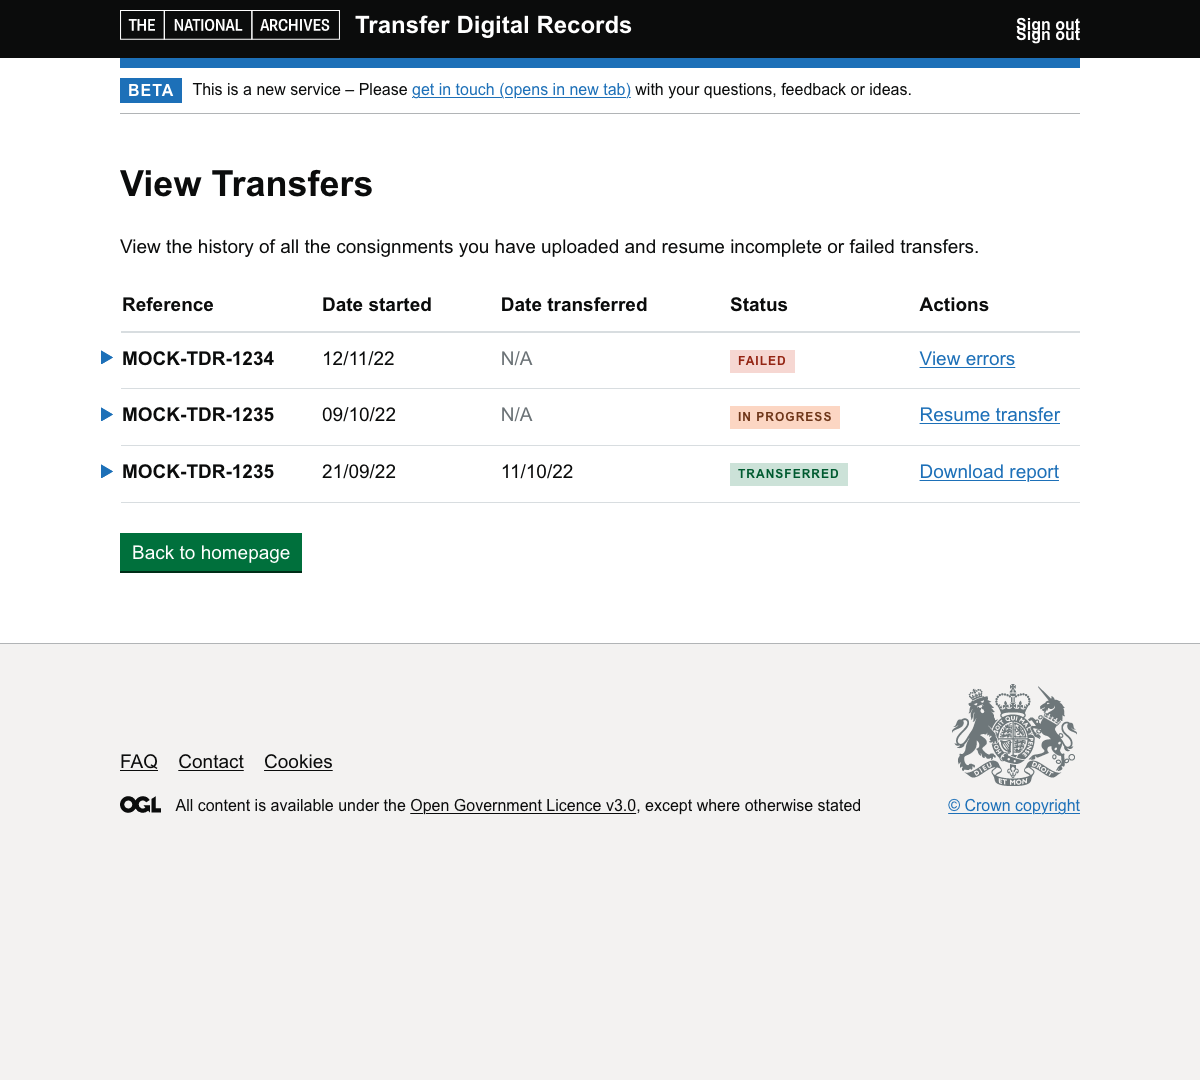 THE NATIONAL ARCHIVES Transfer Digital Records
Sign out
Sign out
BETA This is a new service – Please get in touch (opens in new tab) with your questions, feedback or ideas.
View Transfers
View the history of all the consignments you have uploaded and resume incomplete or failed transfers.
Reference Date started Date transferred Status Actions
MOCK-TDR-1234 12/11/22 N/A FAILED View errors
MOCK-TDR-1235 09/10/22 N/A IN PROGRESS Resume transfer
MOCK-TDR-1235 21/09/22 11/10/22 TRANSFERRED Download report
Back to homepage
DIEU ET MON DROIT
FAQ Contact Cookies
OGL All content is available under the Open Government Licence v3.0, except where otherwise stated
© Crown copyright